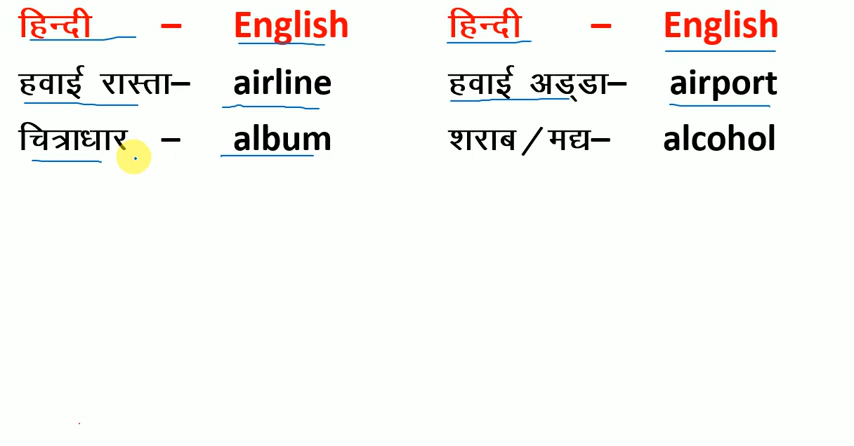 हिन्दी – English हिन्दी – English
हवाई रास्ता– airline हवाई अड्‌डा– airport
चित्राधार – album शराब/मद्य– alcohol